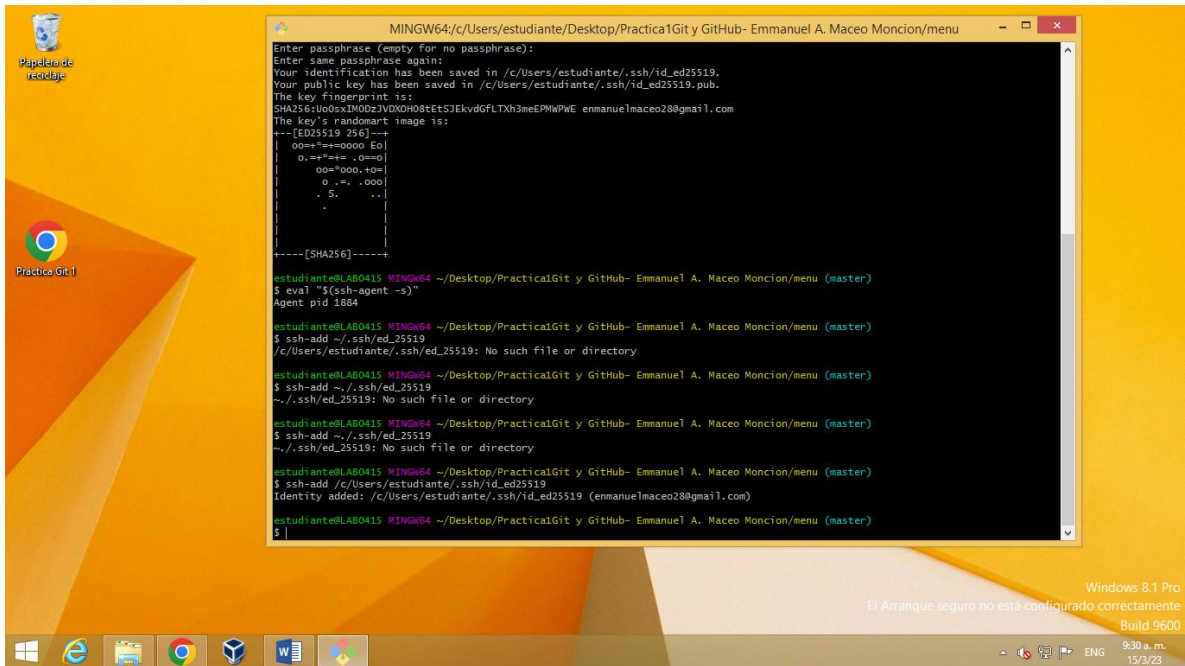 Papelera de
reciclaje
Práctica Git 1
MINGW64:/c/Users/estudiante/Desktop/Practica1Git y GitHub- Emmanuel A. Maceo Moncion/menu
Enter passphrase (empty for no passphrase):
Enter same passphrase again:
Your identification has been saved in /c/Users/estudiante/.ssh/id_ed25519.
Your public key has been saved in /c/Users/estudiante/.ssh/id_ed25519.pub.
The key fingerprint is:
SHA256:UoOsxIMODzJVDXOHO8tEtSJEkvdGfLTXh3meEPMWPWE enmanuelmaceo28@gmail.com
The key's randomart image is:
+--[ED25519 256]--+
| oo=+*=+=oooo Eo|
| o.=+*=+= .o==o|
| oo=*ooo.+o=|
| o .=. .ooo|
| . S. ..|
| . |
| |
| |
| |
+----[SHA256]-----+
estudiante@LAB0415 MINGW64 ~/Desktop/Practica1Git y GitHub- Emmanuel A. Maceo Moncion/menu (master)
$ eval "$(ssh-agent -s)"
Agent pid 1884
estudiante@LAB0415 MINGW64 ~/Desktop/Practica1Git y GitHub- Emmanuel A. Maceo Moncion/menu (master)
$ ssh-add ~/.ssh/ed_25519
/c/Users/estudiante/.ssh/ed_25519: No such file or directory
estudiante@LAB0415 MINGW64 ~/Desktop/Practica1Git y GitHub- Emmanuel A. Maceo Moncion/menu (master)
$ ssh-add ~./.ssh/ed_25519
~./.ssh/ed_25519: No such file or directory
estudiante@LAB0415 MINGW64 ~/Desktop/Practica1Git y GitHub- Emmanuel A. Maceo Moncion/menu (master)
$ ssh-add ~./.ssh/ed_25519
~./.ssh/ed_25519: No such file or directory
estudiante@LAB0415 MINGW64 ~/Desktop/Practica1Git y GitHub- Emmanuel A. Maceo Moncion/menu (master)
$ ssh-add /c/Users/estudiante/.ssh/id_ed25519
Identity added: /c/Users/estudiante/.ssh/id_ed25519 (enmanuelmaceo28@gmail.com)
estudiante@LAB0415 MINGW64 ~/Desktop/Practica1Git y GitHub- Emmanuel A. Maceo Moncion/menu (master)
$
Windows 8.1 Pro
El Arranque seguro no está configurado correctamente
Build 9600
ENG
9:30 a. m.
15/3/23